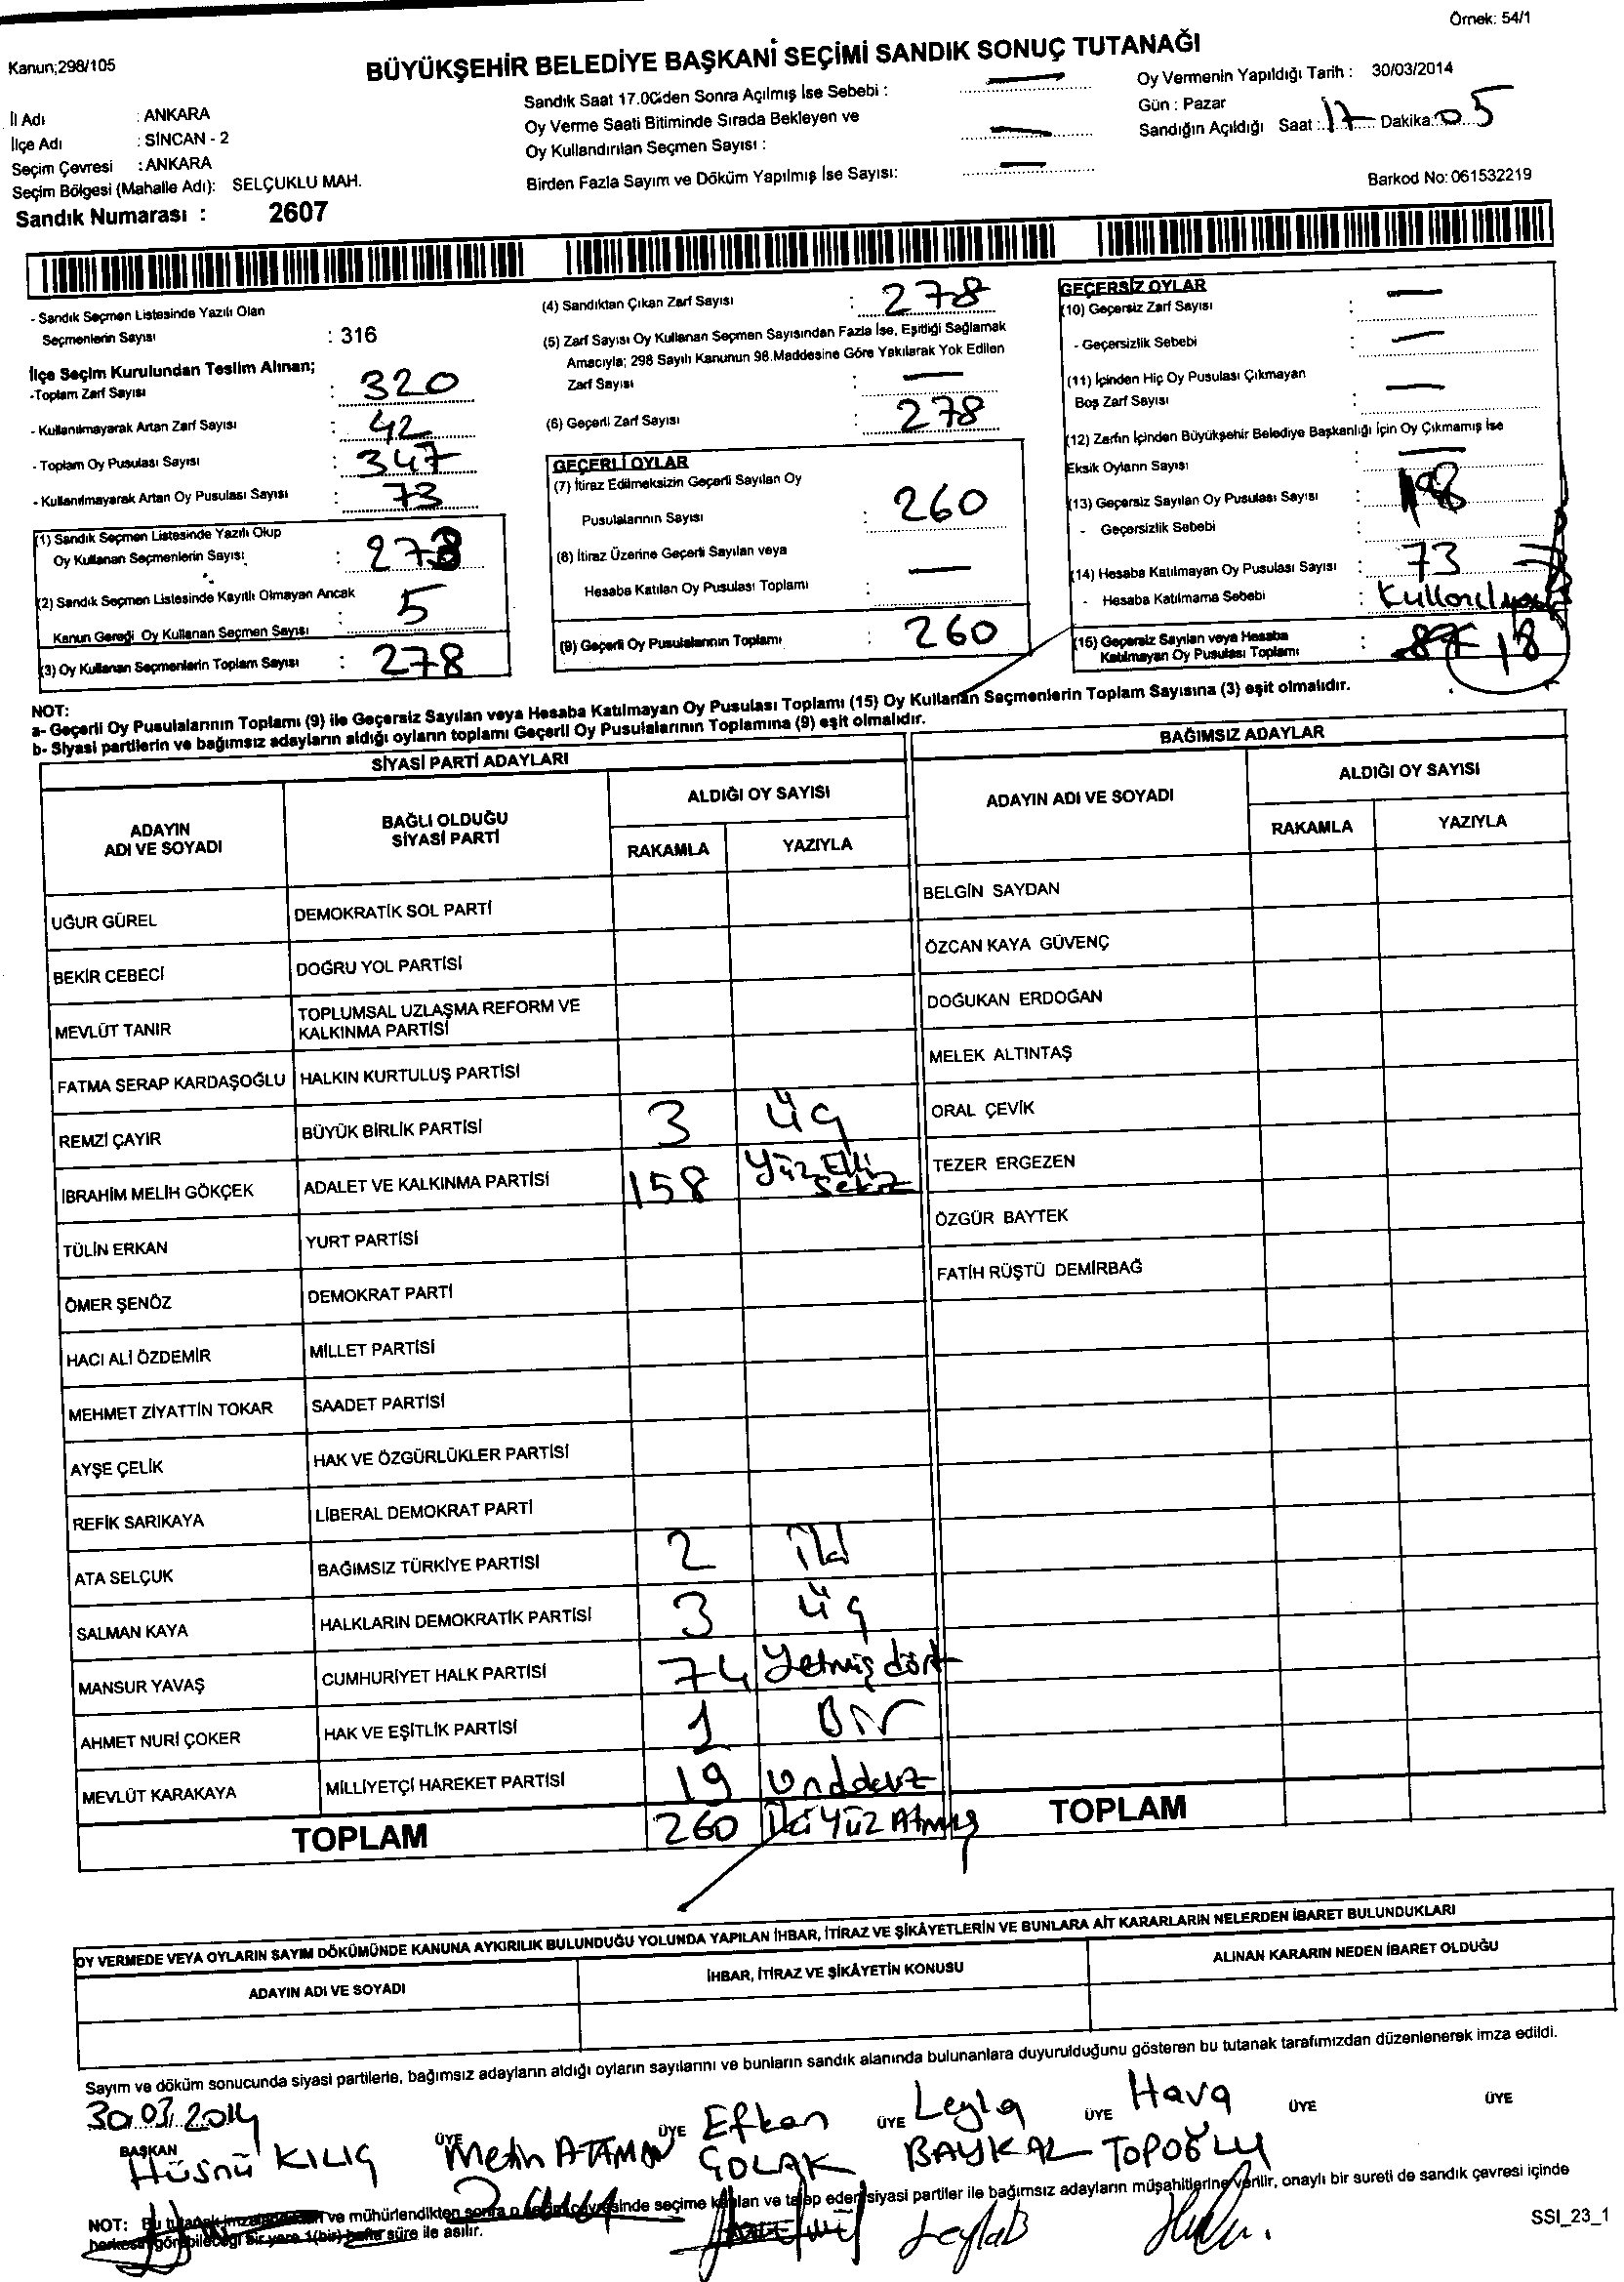 Örnek: 54/1
Kanun;298/105
BÜYÜKŞEHİR BELEDİYE BAŞKANİ SEÇİMİ SANDIK SONUÇ TUTANAĞI
İl Adı : ANKARA
İlçe Adı : SİNCAN - 2
Seçim Çevresi : ANKARA
Seçim Bölgesi (Mahalle Adı): SELÇUKLU MAH.
Sandık Numarası : 2607
Sandık Saat 17.00'den Sonra Açılmış İse Sebebi : —
Oy Verme Saati Bitiminde Sırada Bekleyen ve
Oy Kullandırılan Seçmen Sayısı : —
Birden Fazla Sayım ve Döküm Yapılmış İse Sayısı: —
Oy Vermenin Yapıldığı Tarih : 30/03/2014
Gün : Pazar
Sandığın Açıldığı Saat : 17 Dakika: 05
Barkod No: 061532219
- Sandık Seçmen Listesinde Yazılı Olan
Seçmenlerin Sayısı : 316
İlçe Seçim Kurulundan Teslim Alınan;
-Toplam Zarf Sayısı : 320
- Kullanılmayarak Artan Zarf Sayısı : 42
- Toplam Oy Pusulası Sayısı : 347
- Kullanılmayarak Artan Oy Pusulası Sayısı : 73
(1) Sandık Seçmen Listesinde Yazılı Olup
Oy Kullanan Seçmenlerin Sayısı : 273
(2) Sandık Seçmen Listesinde Kayıtlı Olmayan Ancak
Kanun Gereği Oy Kullanan Seçmen Sayısı : 5
(3) Oy Kullanan Seçmenlerin Toplam Sayısı : 278
(4) Sandıktan Çıkan Zarf Sayısı : 278
(5) Zarf Sayısı Oy Kullanan Seçmen Sayısından Fazla İse, Eşitliği Sağlamak
Amacıyla; 298 Sayılı Kanunun 98.Maddesine Göre Yakılarak Yok Edilen
Zarf Sayısı : —
(6) Geçerli Zarf Sayısı : 278
GEÇERLİ OYLAR
(7) İtiraz Edilmeksizin Geçerli Sayılan Oy
Pusulalarının Sayısı : 260
(8) İtiraz Üzerine Geçerli Sayılan veya
Hesaba Katılan Oy Pusulası Toplamı : —
(9) Geçerli Oy Pusulalarının Toplamı : 260
GEÇERSİZ OYLAR
(10) Geçersiz Zarf Sayısı : —
- Geçersizlik Sebebi : —
(11) İçinden Hiç Oy Pusulası Çıkmayan
Boş Zarf Sayısı : —
(12) Zarfın İçinden Büyükşehir Belediye Başkanlığı İçin Oy Çıkmamış İse
Eksik Oyların Sayısı : —
(13) Geçersiz Sayılan Oy Pusulası Sayısı : 18
- Geçersizlik Sebebi :
(14) Hesaba Katılmayan Oy Pusulası Sayısı : 73
- Hesaba Katılmama Sebebi :
(15) Geçersiz Sayılan veya Hesaba
Katılmayan Oy Pusulası Toplamı : 18
NOT:
a- Geçerli Oy Pusulalarının Toplamı (9) ile Geçersiz Sayılan veya Hesaba Katılmayan Oy Pusulası Toplamı (15) Oy Kullanan Seçmenlerin Toplam Sayısına (3) eşit olmalıdır.
b- Siyasi partilerin ve bağımsız adayların aldığı oyların toplamı Geçerli Oy Pusulalarının Toplamına (9) eşit olmalıdır.
SİYASİ PARTİ ADAYLARI
ADAYIN ADI VE SOYADI BAĞLI OLDUĞU SİYASİ PARTİ ALDIĞI OY SAYISI
RAKAMLA YAZIYLA
UĞUR GÜREL DEMOKRATİK SOL PARTİ
BEKİR CEBECİ DOĞRU YOL PARTİSİ
MEVLÜT TANIR TOPLUMSAL UZLAŞMA REFORM VE KALKINMA PARTİSİ
FATMA SERAP KARDAŞOĞLU HALKIN KURTULUŞ PARTİSİ
REMZİ ÇAYIR BÜYÜK BİRLİK PARTİSİ 3 üç
İBRAHİM MELİH GÖKÇEK ADALET VE KALKINMA PARTİSİ 158 Yüz Elli Sekiz
TÜLİN ERKAN YURT PARTİSİ
ÖMER ŞENÖZ DEMOKRAT PARTİ
HACI ALİ ÖZDEMİR MİLLET PARTİSİ
MEHMET ZİYATTİN TOKAR SAADET PARTİSİ
AYŞE ÇELİK HAK VE ÖZGÜRLÜKLER PARTİSİ
REFİK SARIKAYA LİBERAL DEMOKRAT PARTİ
ATA SELÇUK BAĞIMSIZ TÜRKİYE PARTİSİ 2 iki
SALMAN KAYA HALKLARIN DEMOKRATİK PARTİSİ 3 üç
MANSUR YAVAŞ CUMHURİYET HALK PARTİSİ 74 Yetmiş dört
AHMET NURİ ÇOKER HAK VE EŞİTLİK PARTİSİ 1 Bir
MEVLÜT KARAKAYA MİLLİYETÇİ HAREKET PARTİSİ 19
TOPLAM 260 İki Yüz Atmış
BAĞIMSIZ ADAYLAR
ADAYIN ADI VE SOYADI ALDIĞI OY SAYISI
RAKAMLA YAZIYLA
BELGİN SAYDAN
ÖZCAN KAYA GÜVENÇ
DOĞUKAN ERDOĞAN
MELEK ALTINTAŞ
ORAL ÇEVİK
TEZER ERGEZEN
ÖZGÜR BAYTEK
FATİH RÜŞTÜ DEMİRBAĞ
TOPLAM
OY VERMEDE VEYA OYLARIN SAYIM DÖKÜMÜNDE KANUNA AYKIRILIK BULUNDUĞU YOLUNDA YAPILAN İHBAR, İTİRAZ VE ŞİKÂYETLERİN VE BUNLARA AİT KARARLARIN NELERDEN İBARET BULUNDUKLARI
ADAYIN ADI VE SOYADI İHBAR, İTİRAZ VE ŞİKÂYETİN KONUSU ALINAN KARARIN NEDEN İBARET OLDUĞU
Sayım ve döküm sonucunda siyasi partilerle, bağımsız adayların aldığı oyların sayılarını ve bunların sandık alanında bulunanlara duyurulduğunu gösteren bu tutanak tarafımızdan düzenlenerek imza edildi.
30.03.2014
BAŞKAN ÜYE ÜYE ÜYE ÜYE ÜYE ÜYE
Hüsnü KILIÇ Metin ATAMAN Efkan ÇOLAK Leyla BAYKAL Hava TOPOĞLU
NOT: Bu tutanak ve mühürlendikten sonra o seçim çevresinde seçime katılan ve talep eden siyasi partiler ile bağımsız adayların müşahitlerine verilir, onaylı bir sureti de sandık çevresi içinde
herkesin görebileceği bir yere 1(bir) hafta süre ile asılır.
LeylaB
SSI_23_1